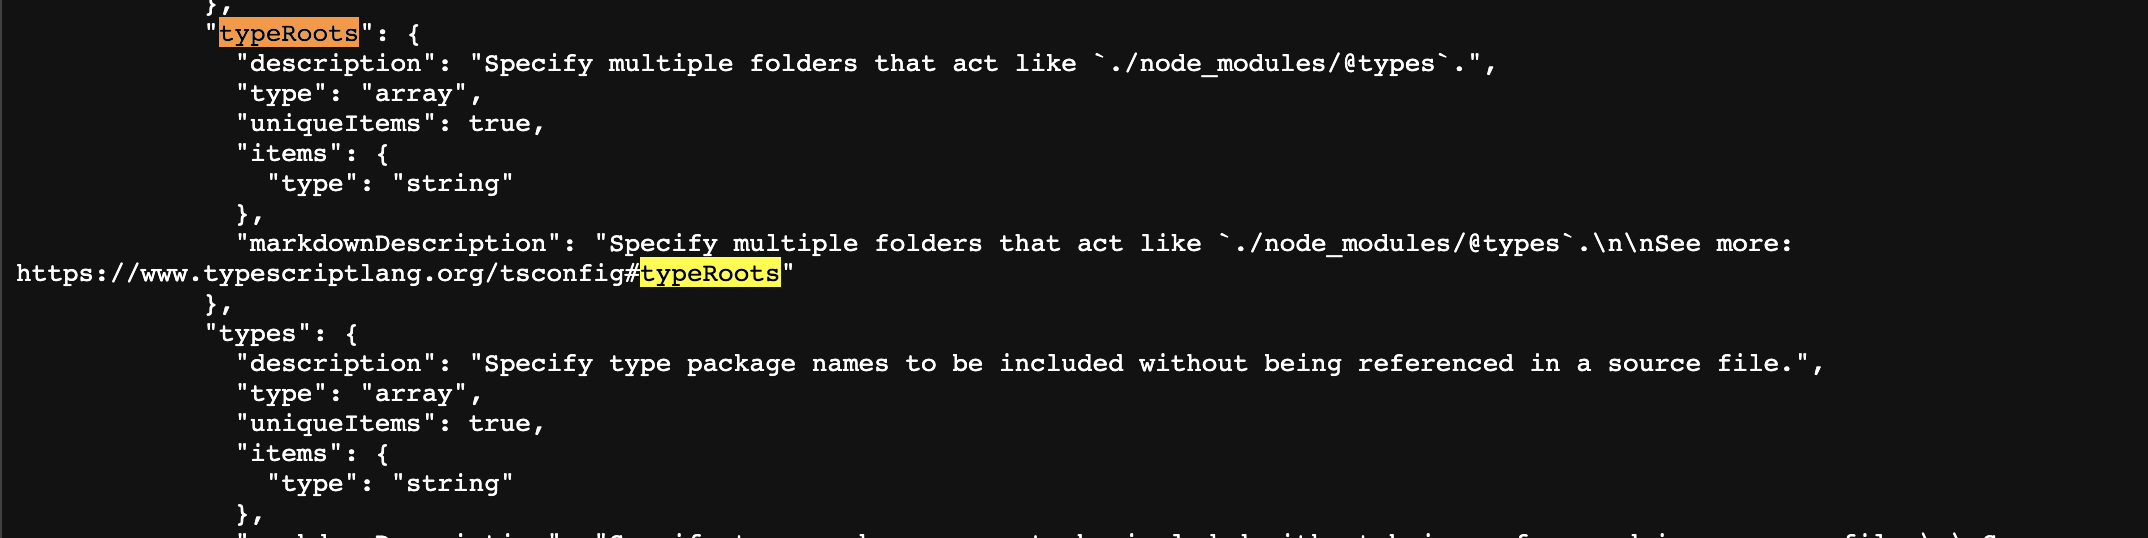 },
"typeRoots": {
"description": "Specify multiple folders that act like `./node_modules/@types`.",
"type": "array",
"uniqueItems": true,
"items": {
"type": "string"
},
"markdownDescription": "Specify multiple folders that act like `./node_modules/@types`.\n\nSee more:
https://www.typescriptlang.org/tsconfig#typeRoots"
},
"types": {
"description": "Specify type package names to be included without being referenced in a source file.",
"type": "array",
"uniqueItems": true,
"items": {
"type": "string"
},